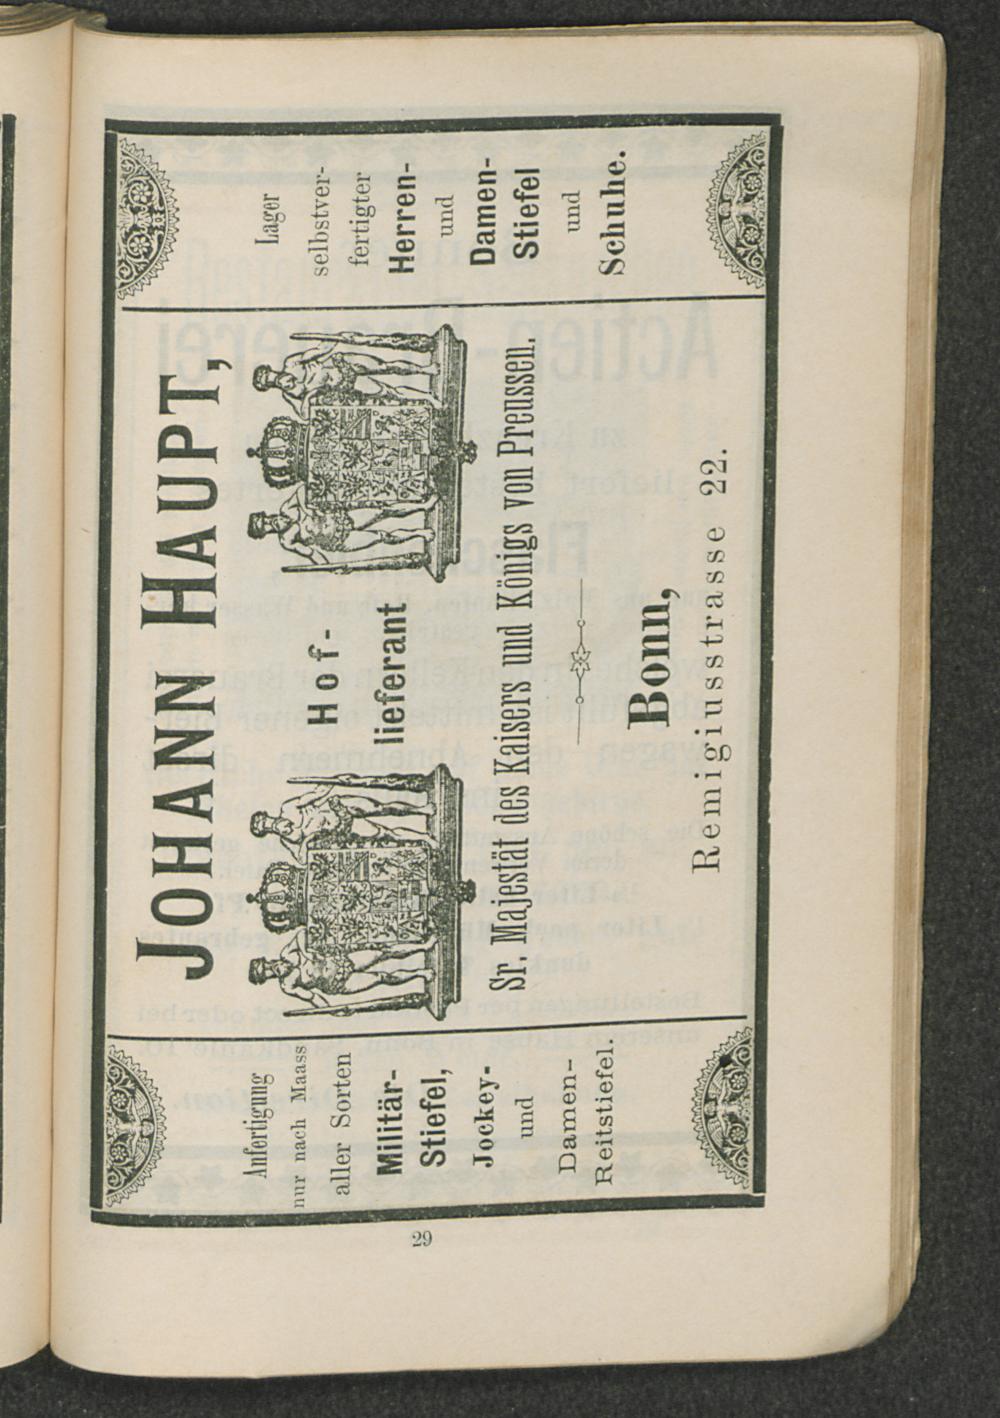 Anfertigung
nur nach Maass
aller Sorten
Militär-
Stiefel,
Jockey-
und
Damen-
Reitstiefel.
JOHANN HAUPT,
Hof-
lieferant
Sr. Majestät des Kaisers und Königs von Preussen.
Bonn,
Remigiusstrasse 22.
Lager
selbstver-
fertigter
Herren-
und
Damen-
Stiefel
und
Schuhe.
29